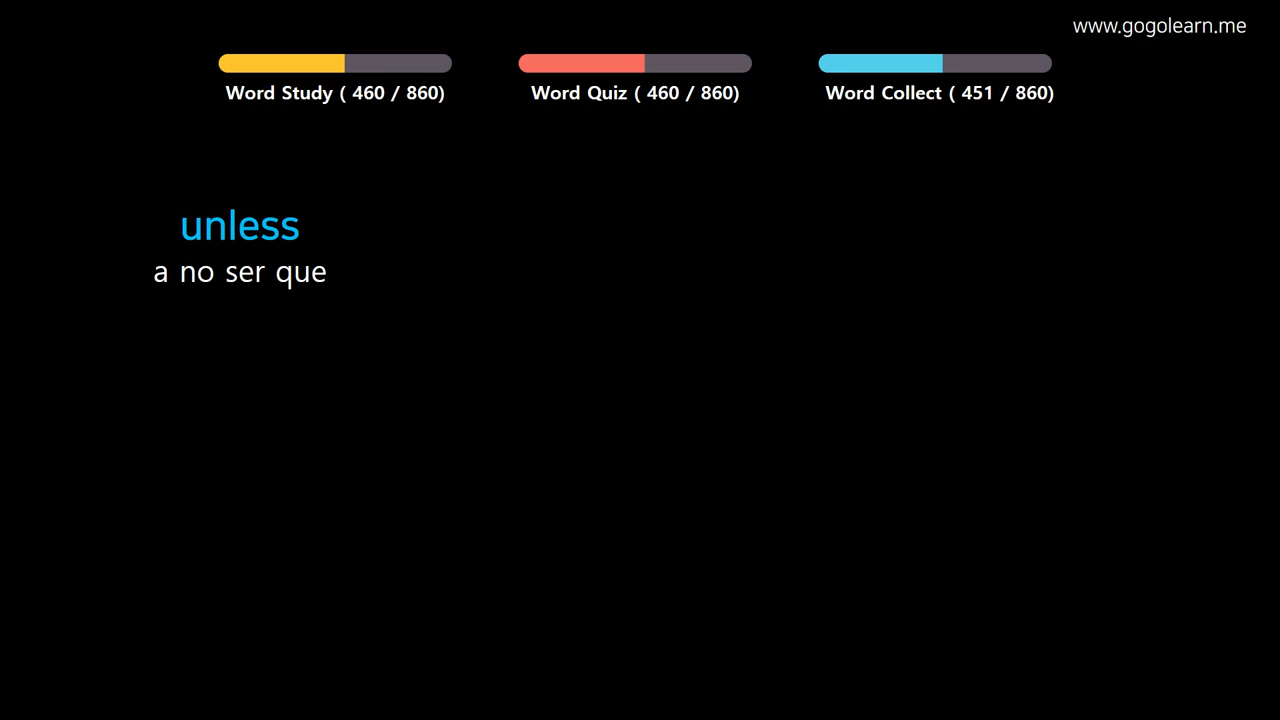 www.gogolearn.me
Word Study ( 460 / 860)
Word Quiz ( 460 / 860)
Word Collect ( 451 / 860)
unless
a no ser que